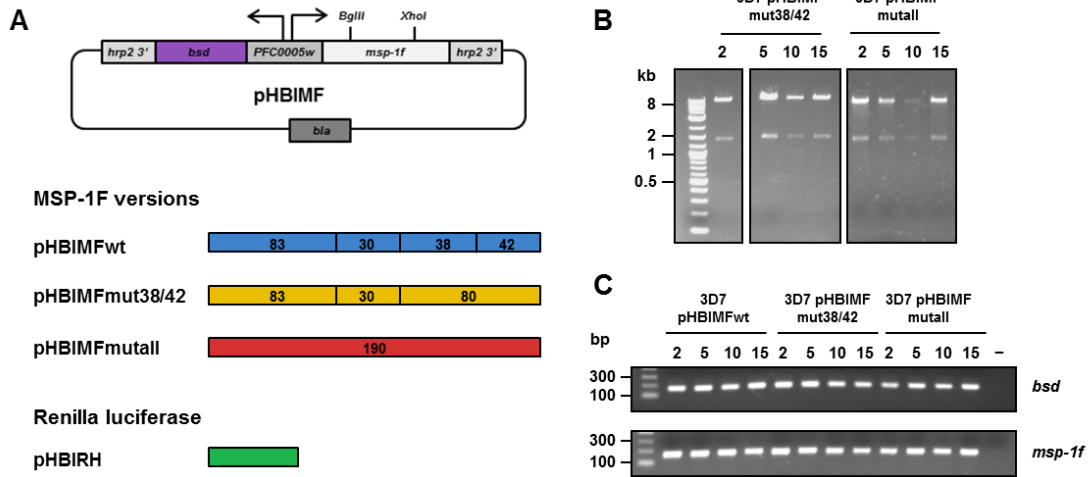 A
BglII
XhoI
hrp2 3'
bsd
PFC0005w
msp-1f
hrp2 3'
pHBIMF
bla
MSP-1F versions
pHBIMFwt
83
30
38
42
pHBIMFmut38/42
83
30
80
pHBIMFmutall
190
Renilla luciferase
pHBIRH
B
3D7 pHBIMF
mut38/42
mutall
2
5
10
15
2
5
10
15
kb
8
2
1
0.5
C
3D7
pHBIMFwt
3D7 pHBIMF
mut38/42
3D7 pHBIMF
mutall
bp
2
5
10
15
2
5
10
15
2
5
10
15
–
300
100
bsd
300
100
msp-1f